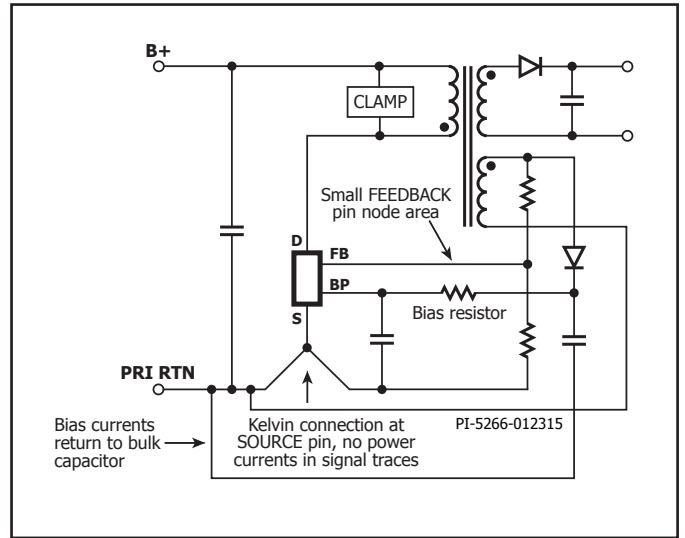 B+
CLAMP
Small FEEDBACK
pin node area
D
FB
BP
S
Bias resistor
PRI RTN
PI-5266-012315
Bias currents
return to bulk
capacitor
Kelvin connection at
SOURCE pin, no power
currents in signal traces